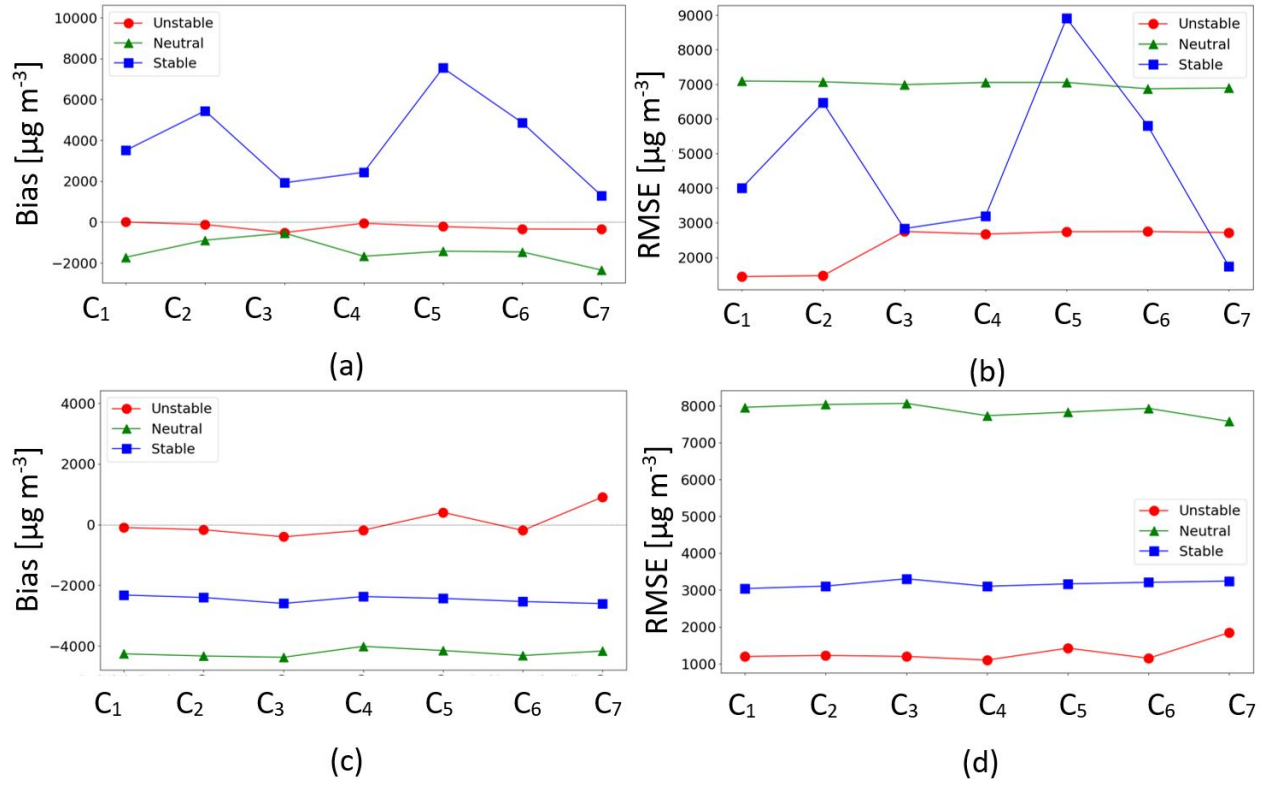 Bias [µg m⁻³]
10000
8000
6000
4000
2000
0
−2000
Unstable
Neutral
Stable
C₁ C₂ C₃ C₄ C₅ C₆ C₇
(a)
RMSE [µg m⁻³]
9000
8000
7000
6000
5000
4000
3000
2000
Unstable
Neutral
Stable
C₁ C₂ C₃ C₄ C₅ C₆ C₇
(b)
Bias [µg m⁻³]
4000
2000
0
−2000
−4000
Unstable
Neutral
Stable
C₁ C₂ C₃ C₄ C₅ C₆ C₇
(c)
RMSE [µg m⁻³]
8000
7000
6000
5000
4000
3000
2000
1000
Unstable
Neutral
Stable
C₁ C₂ C₃ C₄ C₅ C₆ C₇
(d)